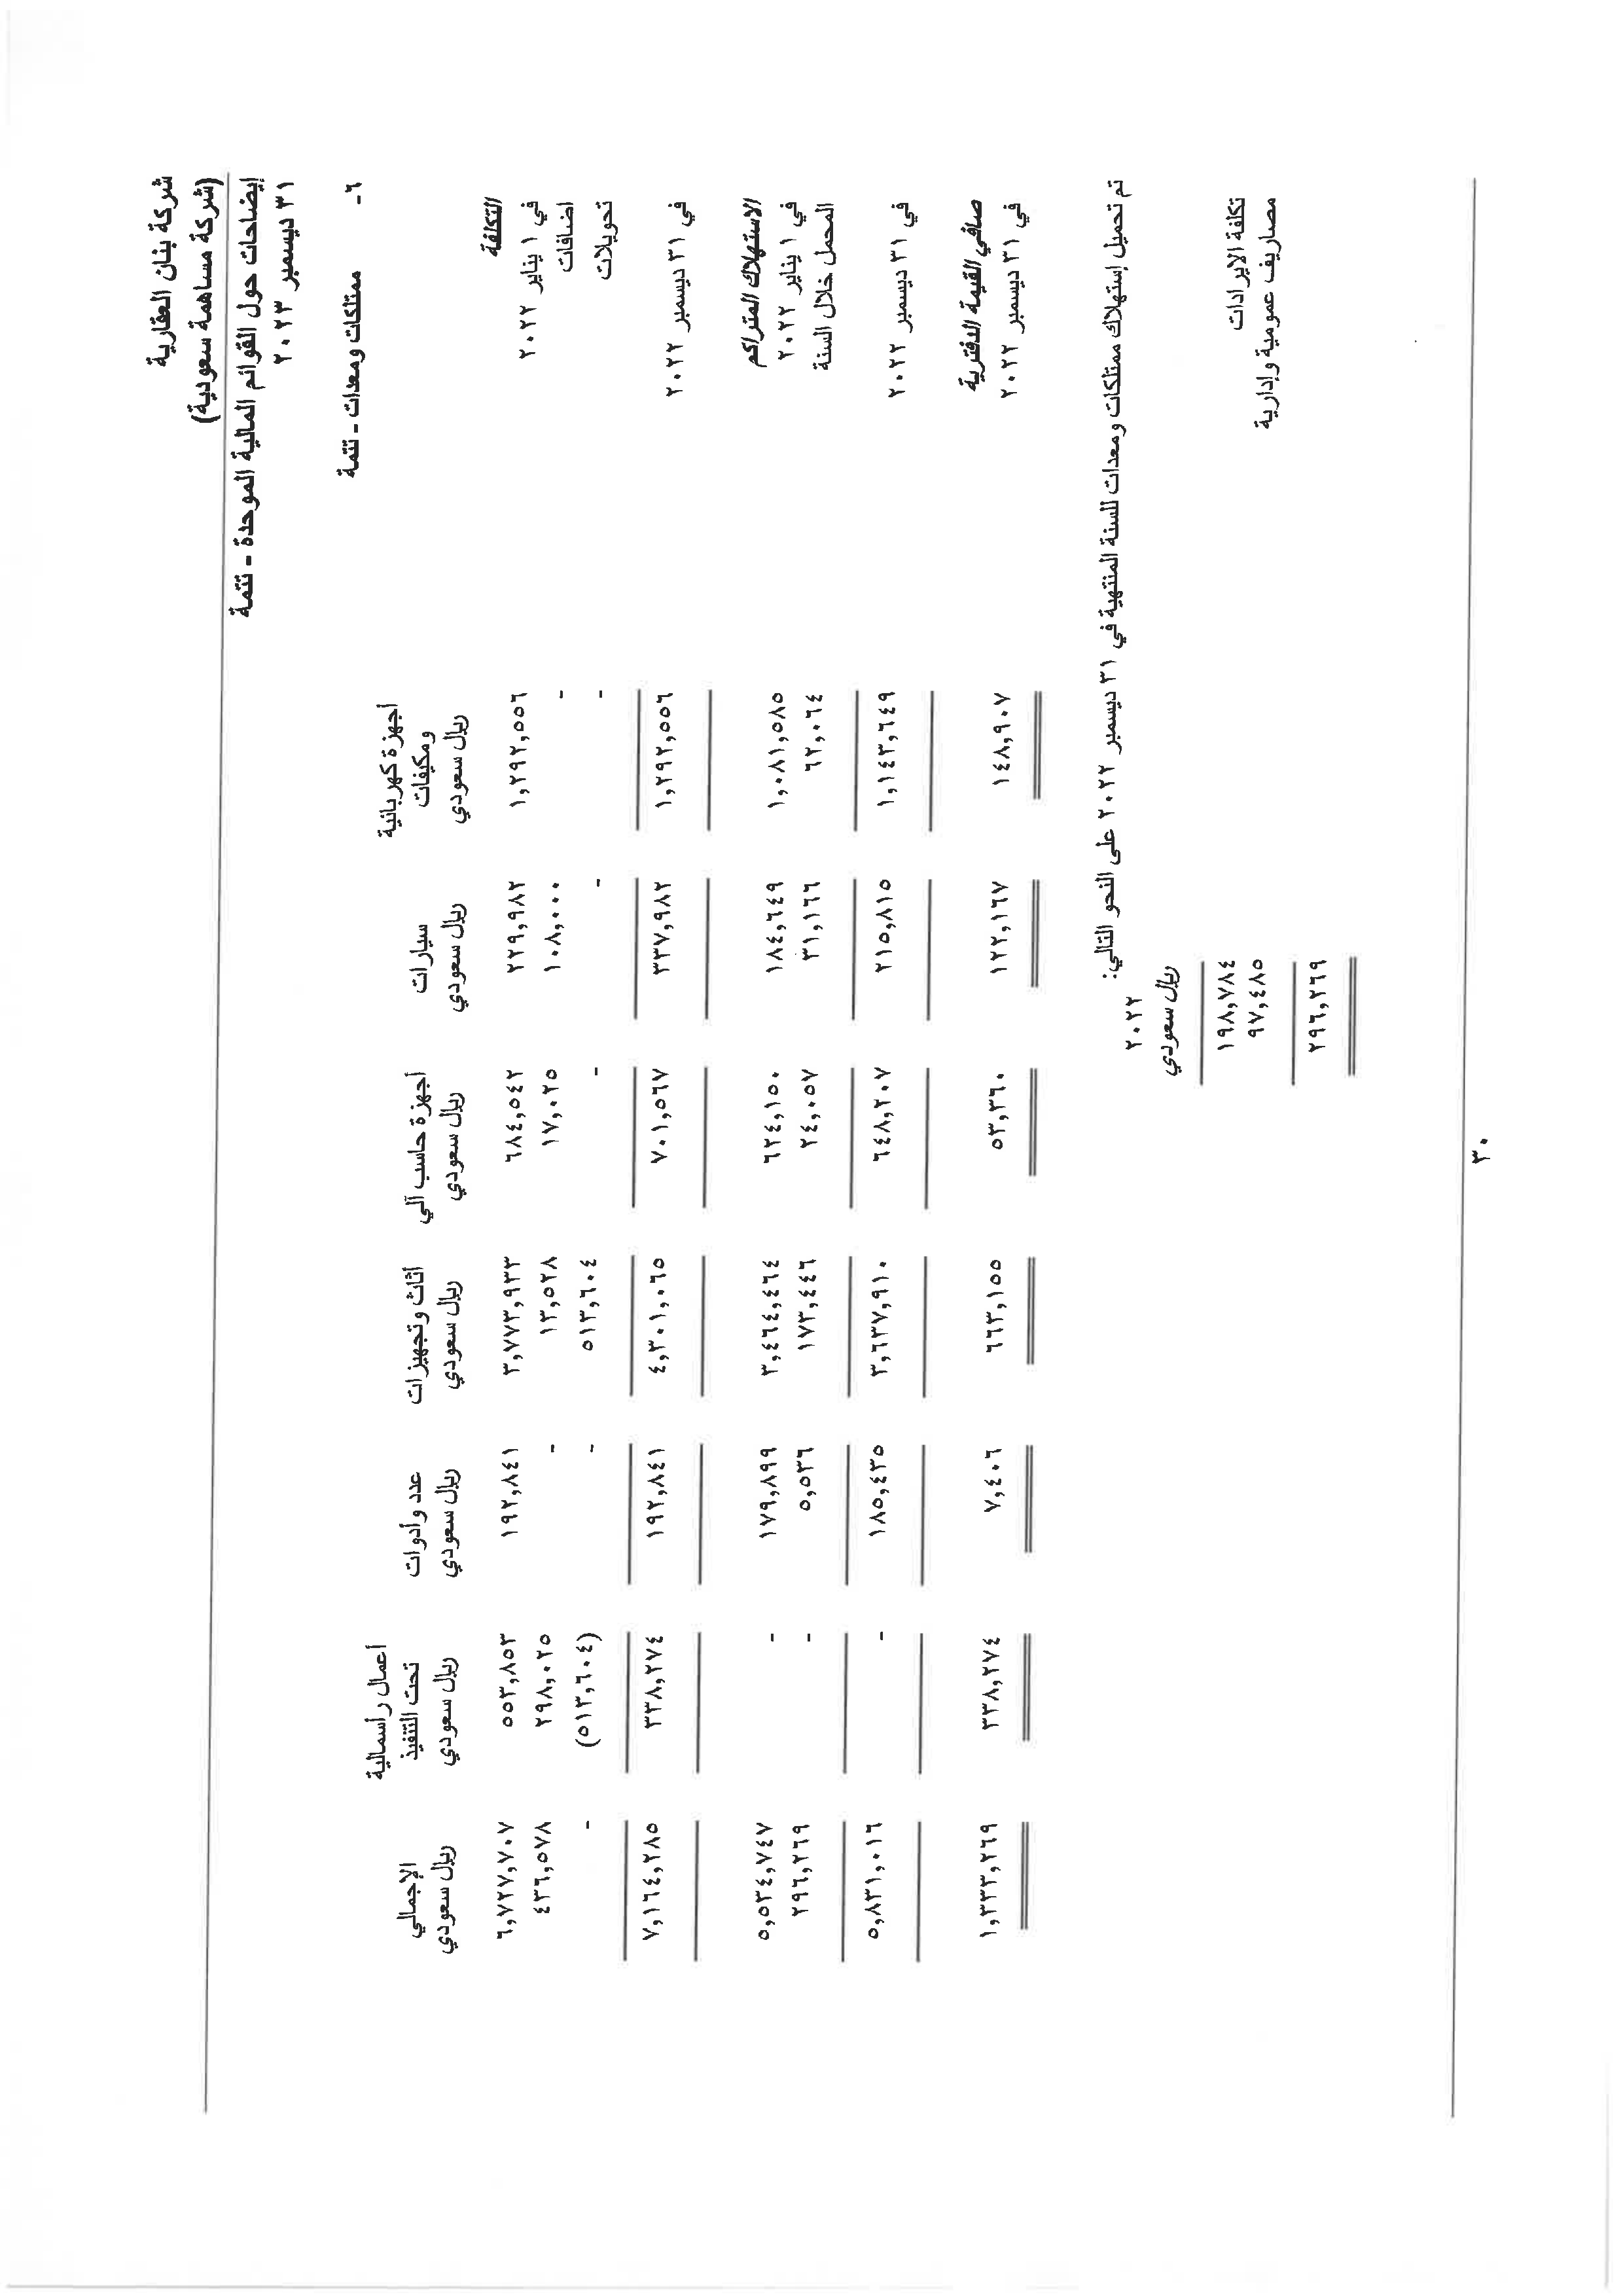 شركة بنان العقارية
(شركة مساهمة سعودية)
إيضاحات حول القوائم المالية الموحدة - تتمة
٣١ ديسمبر ٢٠٢٣
٦- ممتلكات ومعدات - تتمة
أجهزة كهربائية ومكيفات سيارات أجهزة حاسب آلي أثاث وتجهيزات عدد وأدوات أعمال رأسمالية تحت التنفيذ الإجمالي
ريال سعودي ريال سعودي ريال سعودي ريال سعودي ريال سعودي ريال سعودي ريال سعودي
التكلفة
في ١ يناير ٢٠٢٢ ١,٢٩٢,٥٥٦ ٢٢٩,٩٨٢ ٦٨٤,٥٤٢ ٣,٧٧٣,٩٣٣ ١٩٢,٨٤١ ٥٥٣,٨٥٣ ٦,٧٢٧,٧٠٧
اضافات - ١٠٨,٠٠٠ ١٧,٠٢٥ ١٣,٥٢٨ - ٢٩٨,٠٢٥ ٤٣٦,٥٧٨
تحويلات - - - ٥١٣,٦٠٤ - (٥١٣,٦٠٤) -
في ٣١ ديسمبر ٢٠٢٢ ١,٢٩٢,٥٥٦ ٣٣٧,٩٨٢ ٧٠١,٥٦٧ ٤,٣٠١,٠٦٥ ١٩٢,٨٤١ ٣٣٨,٢٧٤ ٧,١٦٤,٢٨٥
الاستهلاك المتراكم
في ١ يناير ٢٠٢٢ ١,٠٨١,٥٨٥ ١٨٤,٦٤٩ ٦٢٤,١٥٠ ٣,٤٦٤,٤٦٤ ١٧٩,٨٩٩ - ٥,٥٣٤,٧٤٧
المحمل خلال السنة ٦٢,٠٦٤ ٣١,١٦٦ ٢٤,٠٥٧ ١٧٣,٤٤٦ ٥,٥٣٦ - ٢٩٦,٢٦٩
في ٣١ ديسمبر ٢٠٢٢ ١,١٤٣,٦٤٩ ٢١٥,٨١٥ ٦٤٨,٢٠٧ ٣,٦٣٧,٩١٠ ١٨٥,٤٣٥ - ٥,٨٣١,٠١٦
صافي القيمة الدفترية
في ٣١ ديسمبر ٢٠٢٢ ١٤٨,٩٠٧ ١٢٢,١٦٧ ٥٣,٣٦٠ ٦٦٣,١٥٥ ٧,٤٠٦ ٣٣٨,٢٧٤ ١,٣٣٣,٢٦٩
تم تحميل إستهلاك ممتلكات ومعدات للسنة المنتهية في ٣١ ديسمبر ٢٠٢٢ على النحو التالي:
٢٠٢٢
ريال سعودي
تكلفة الايرادات ١٩٨,٧٨٤
مصاريف عمومية وإدارية ٩٧,٤٨٥
٢٩٦,٢٦٩
٣٠